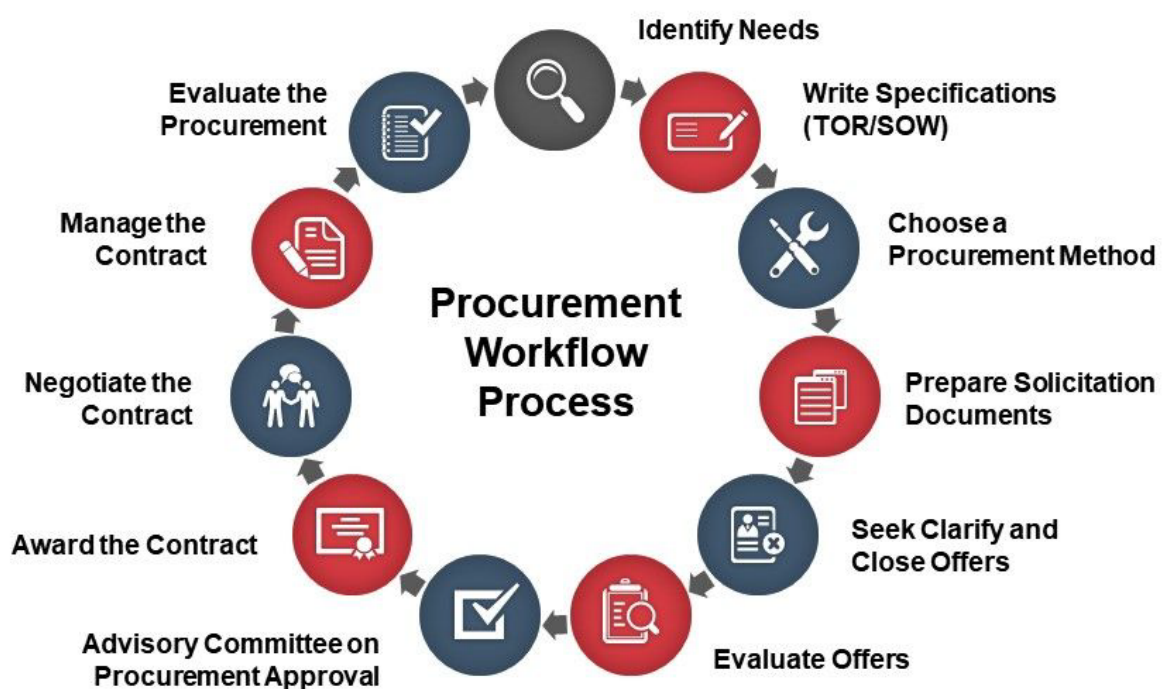 Identify Needs
Write Specifications
(TOR/SOW)
Choose a
Procurement Method
Prepare Solicitation
Documents
Seek Clarify and
Close Offers
Evaluate Offers
Advisory Committee on
Procurement Approval
Award the Contract
Negotiate the
Contract
Manage the
Contract
Evaluate the
Procurement
Procurement
Workflow
Process